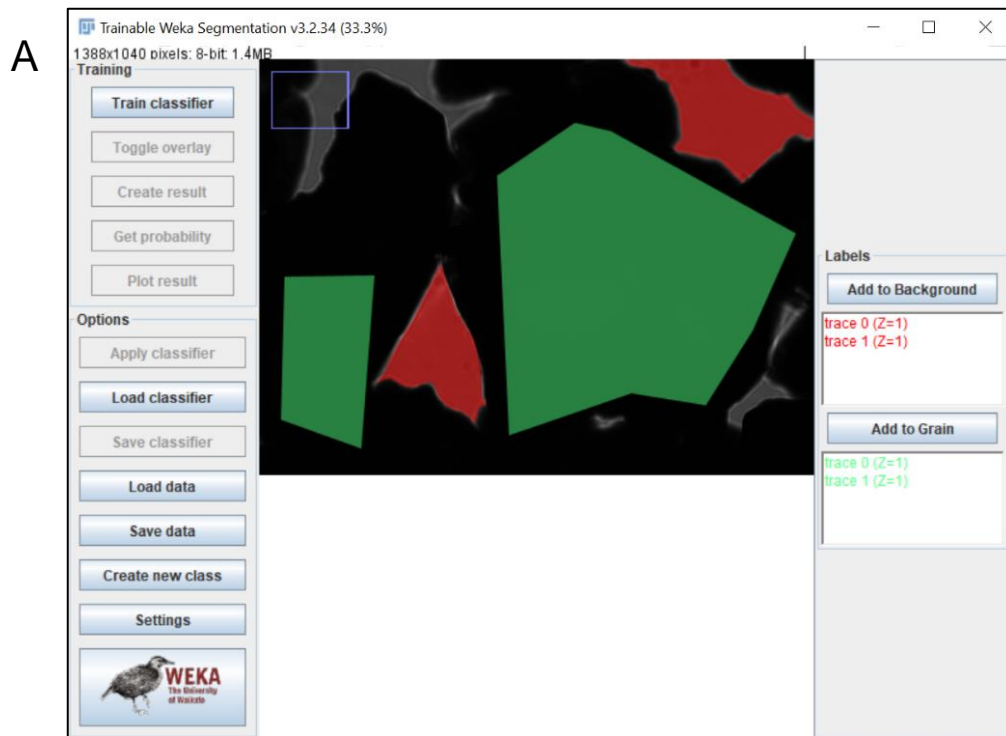 A
Trainable Weka Segmentation v3.2.34 (33.3%)
1388x1040 pixels; 8-bit; 1.4MB
Training
Train classifier
Toggle overlay
Create result
Get probability
Plot result
Options
Apply classifier
Load classifier
Save classifier
Load data
Save data
Create new class
Settings
WEKA
The University
of Waikato
Labels
Add to Background
trace 0 (Z=1)
trace 1 (Z=1)
Add to Grain
trace 0 (Z=1)
trace 1 (Z=1)